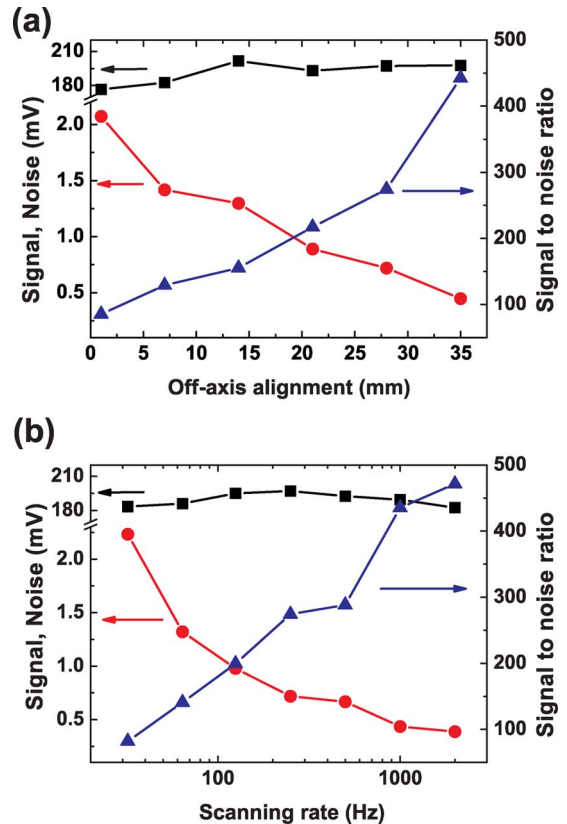 (a)
210
180
2.0
1.5
1.0
0.5
Signal, Noise (mV)
500
400
300
200
100
Signal to noise ratio
0 5 10 15 20 25 30 35
Off-axis alignment (mm)
(b)
210
180
2.0
1.5
1.0
0.5
Signal, Noise (mV)
500
400
300
200
100
Signal to noise ratio
100 1000
Scanning rate (Hz)